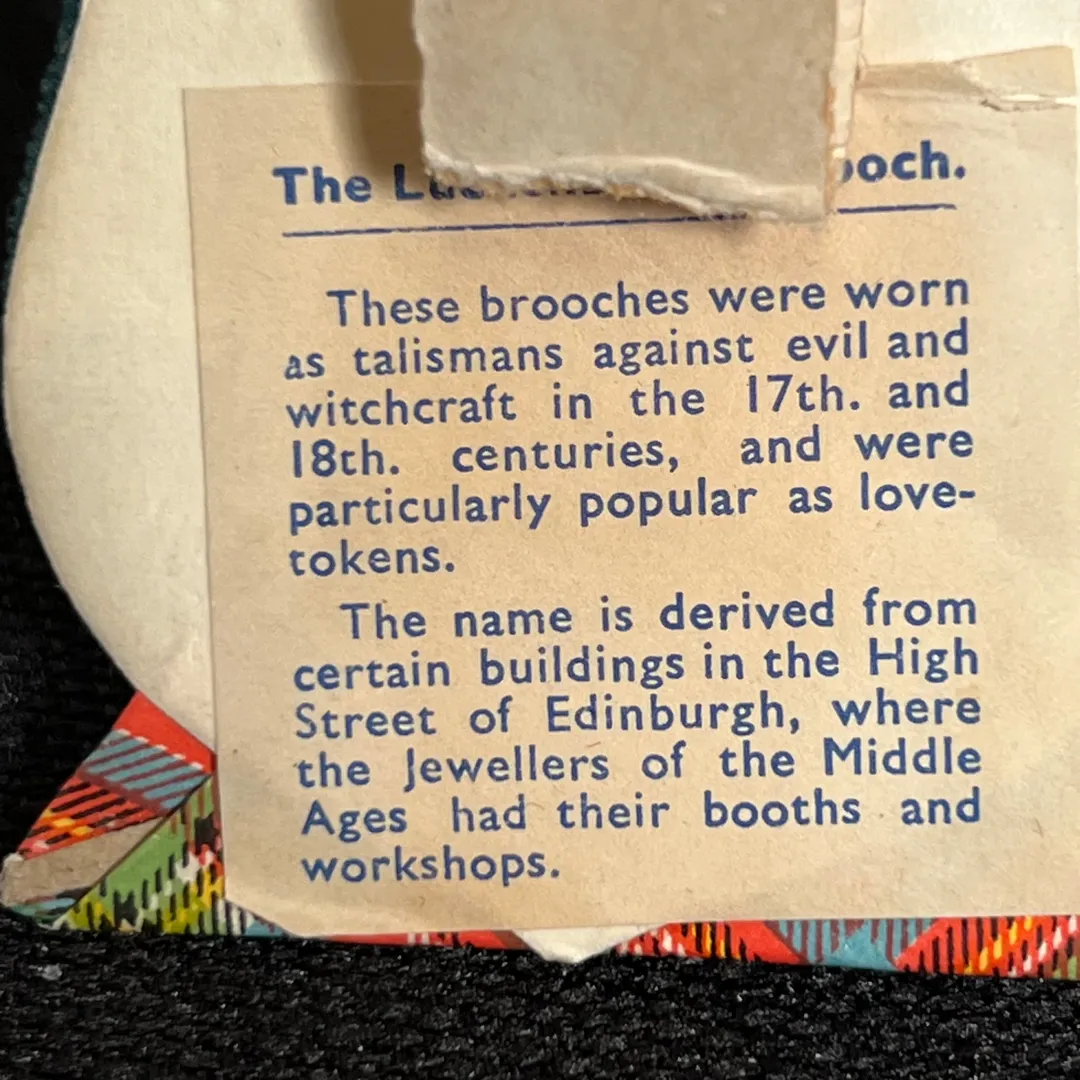 The
These brooches were worn
as talismans against evil and
witchcraft in the 17th. and
18th. centuries, and were
particularly popular as love-
tokens.
The name is derived from
certain buildings in the High
Street of Edinburgh, where
the Jewellers of the Middle
Ages had their booths and
workshops.